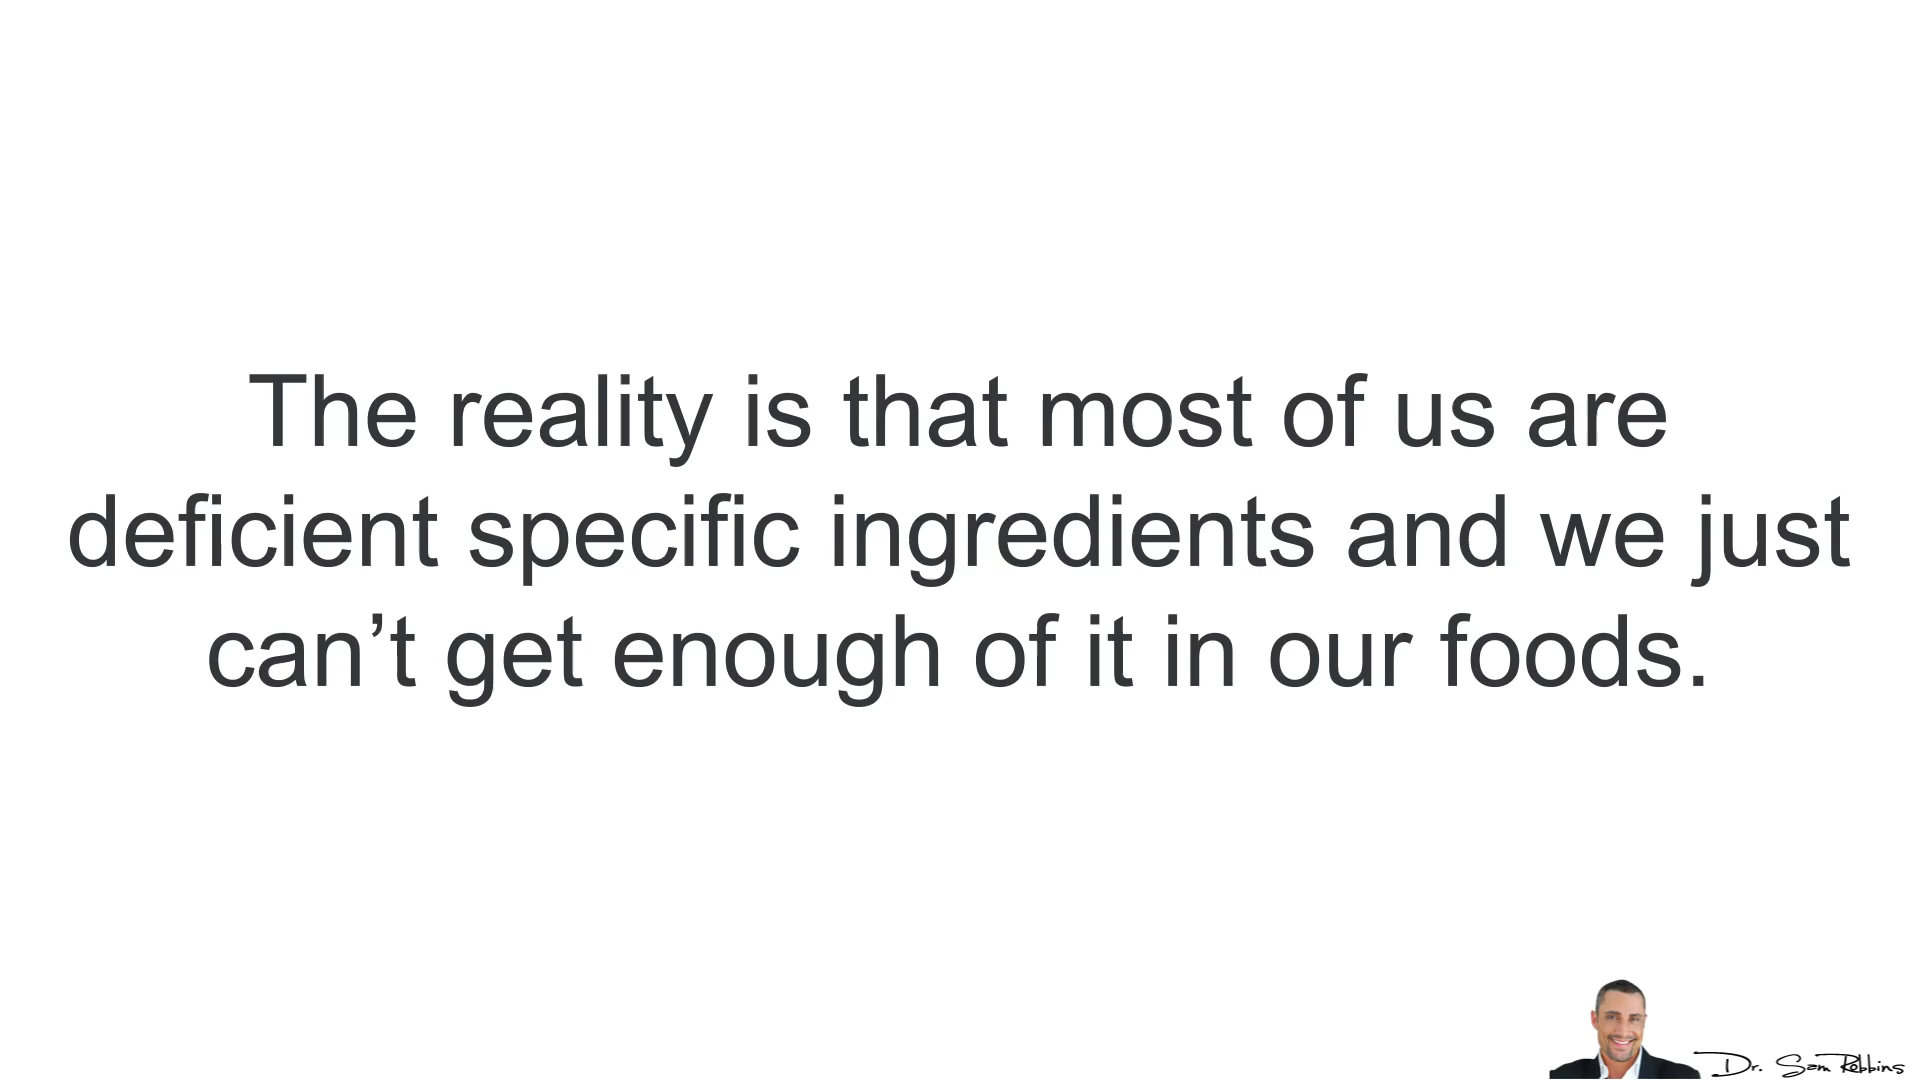 The reality is that most of us are
deficient specific ingredients and we just
can’t get enough of it in our foods.
Dr. Sam Robbins